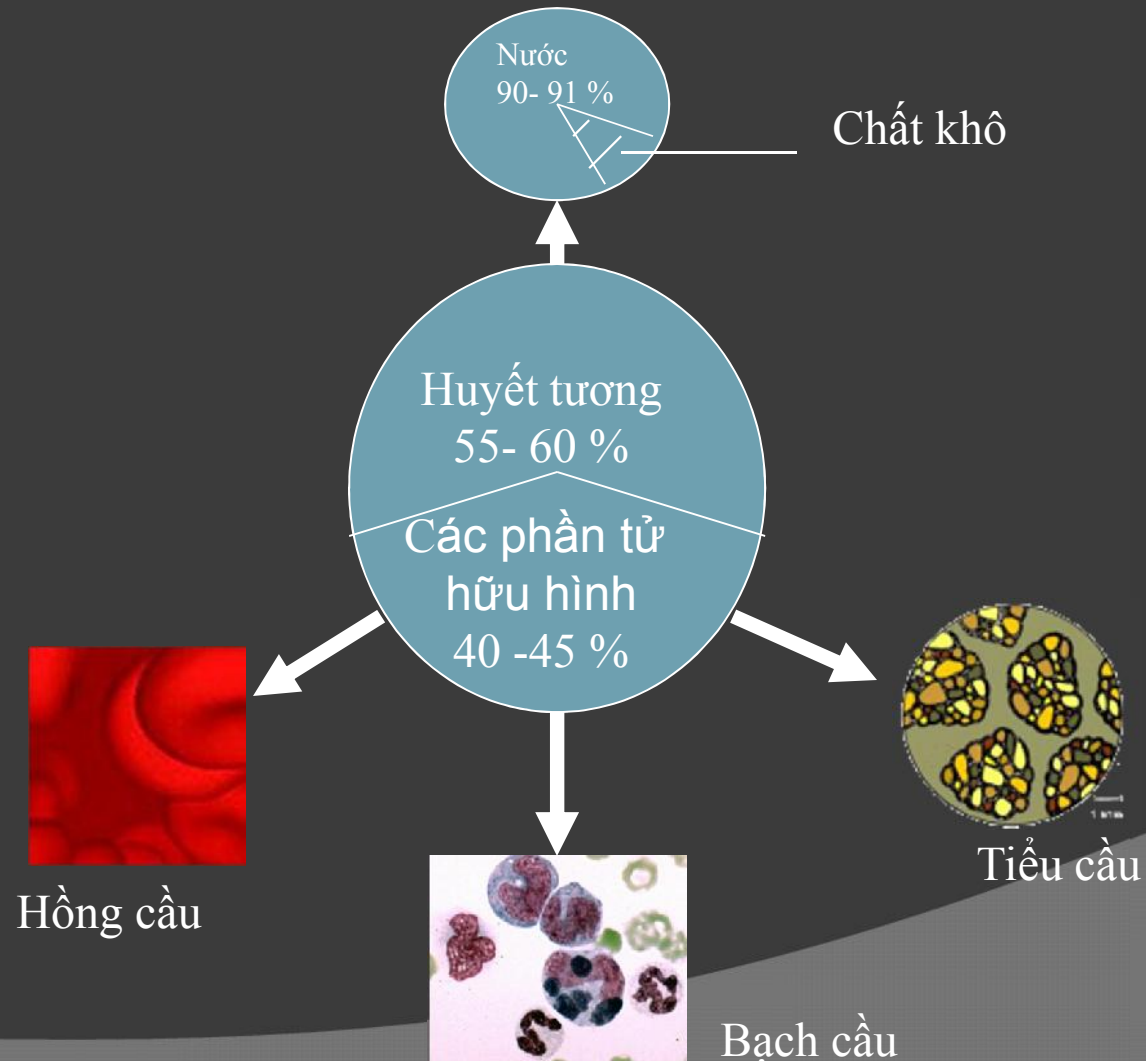 Nước
90- 91 %
Chất khô
Huyết tương
55- 60 %
Các phần tử
hữu hình
40 -45 %
Hồng cầu
Tiểu cầu
Bạch cầu